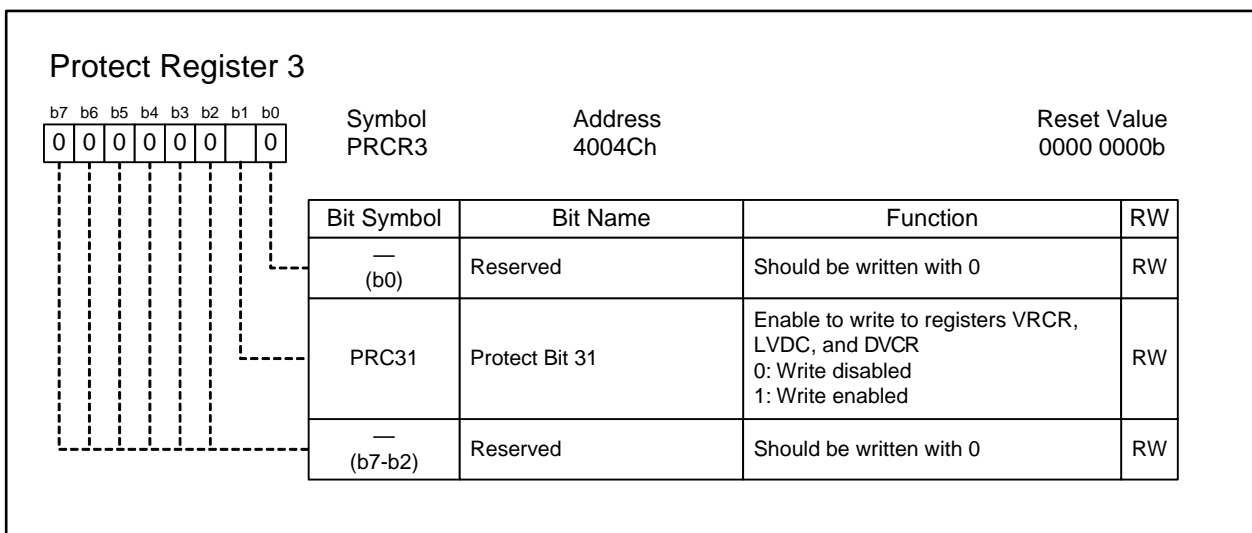 Protect Register 3
b7 b6 b5 b4 b3 b2 b1 b0
0 0 0 0 0 0 0
Symbol Address Reset Value
PRCR3 4004Ch 0000 0000b
Bit Symbol Bit Name Function RW
— (b0) Reserved Should be written with 0 RW
PRC31 Protect Bit 31 Enable to write to registers VRCR,
LVDC, and DVCR
0: Write disabled
1: Write enabled RW
— (b7-b2) Reserved Should be written with 0 RW